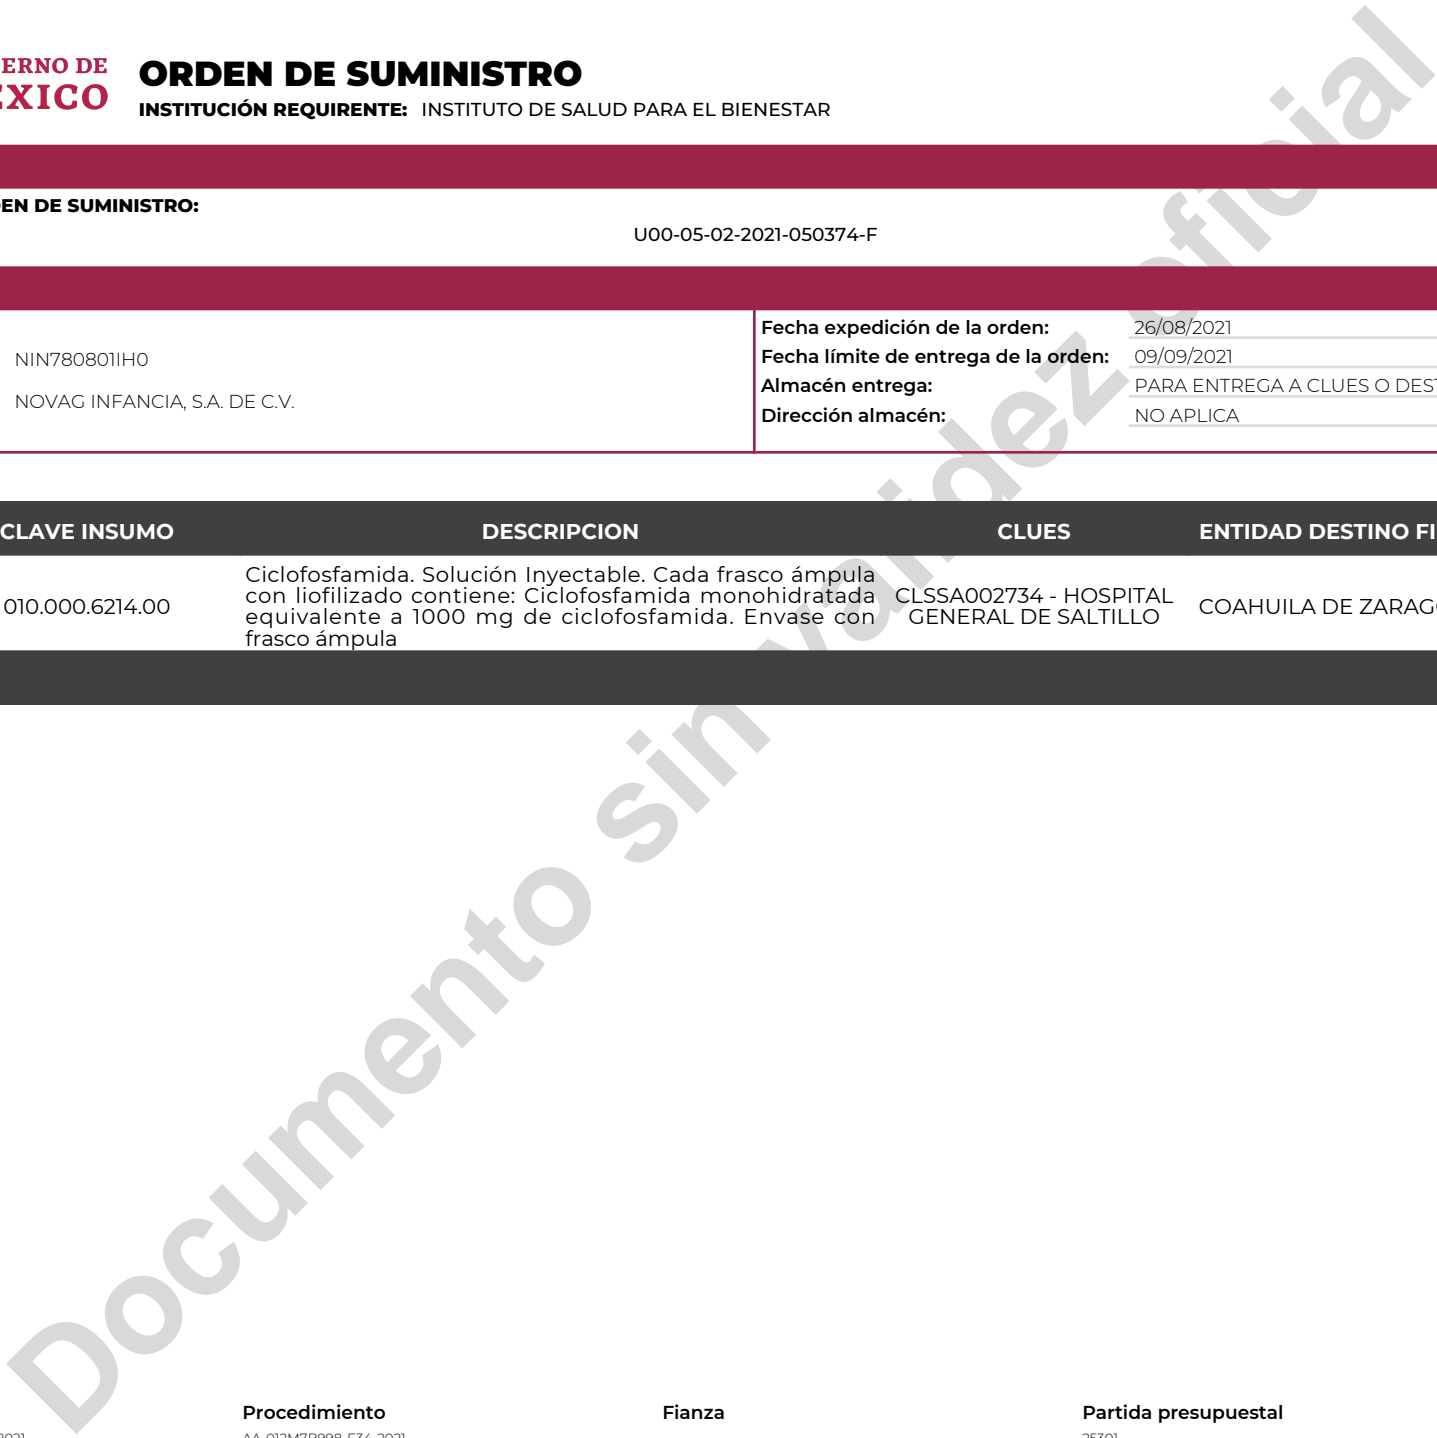 ERNO DE
EXICO
ORDEN DE SUMINISTRO
INSTITUCIÓN REQUIRENTE: INSTITUTO DE SALUD PARA EL BIENESTAR
EN DE SUMINISTRO:
U00-05-02-2021-050374-F
NIN780801IH0
NOVAG INFANCIA, S.A. DE C.V.
Fecha expedición de la orden: 26/08/2021
Fecha límite de entrega de la orden: 09/09/2021
Almacén entrega: PARA ENTREGA A CLUES O DEST
Dirección almacén: NO APLICA
CLAVE INSUMO DESCRIPCION CLUES ENTIDAD DESTINO FI
010.000.6214.00
Ciclofosfamida. Solución Inyectable. Cada frasco ámpula
con liofilizado contiene: Ciclofosfamida monohidratada
equivalente a 1000 mg de ciclofosfamida. Envase con
frasco ámpula
CLSSA002734 - HOSPITAL
GENERAL DE SALTILLO
COAHUILA DE ZARAGO
Documento sin validez oficial
Procedimiento Fianza Partida presupuestal